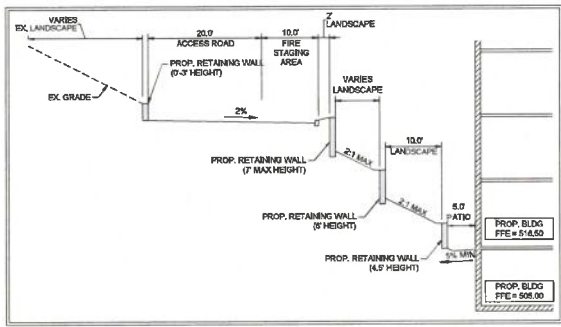 VARIES
EX. LANDSCAPE
20.0'
ACCESS ROAD
10.0'
FIRE
STAGING
AREA
2'
LANDSCAPE
PROP. RETAINING WALL
(0'-3' HEIGHT)
EX. GRADE
2%
VARIES
LANDSCAPE
PROP. RETAINING WALL
(7' MAX HEIGHT)
2:1 MAX
10.0'
LANDSCAPE
PROP. RETAINING WALL
(6' HEIGHT)
2:1 MAX
5.0'
PATIO
PROP. BLDG
FFE = 516.50
PROP. RETAINING WALL
(4.5' HEIGHT)
5% MIN
PROP. BLDG
FFE = 505.00